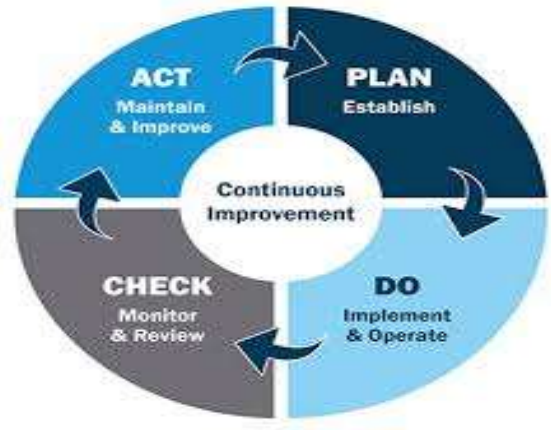 ACT
Maintain
& Improve
PLAN
Establish
Continuous
Improvement
CHECK
Monitor
& Review
DO
Implement
& Operate